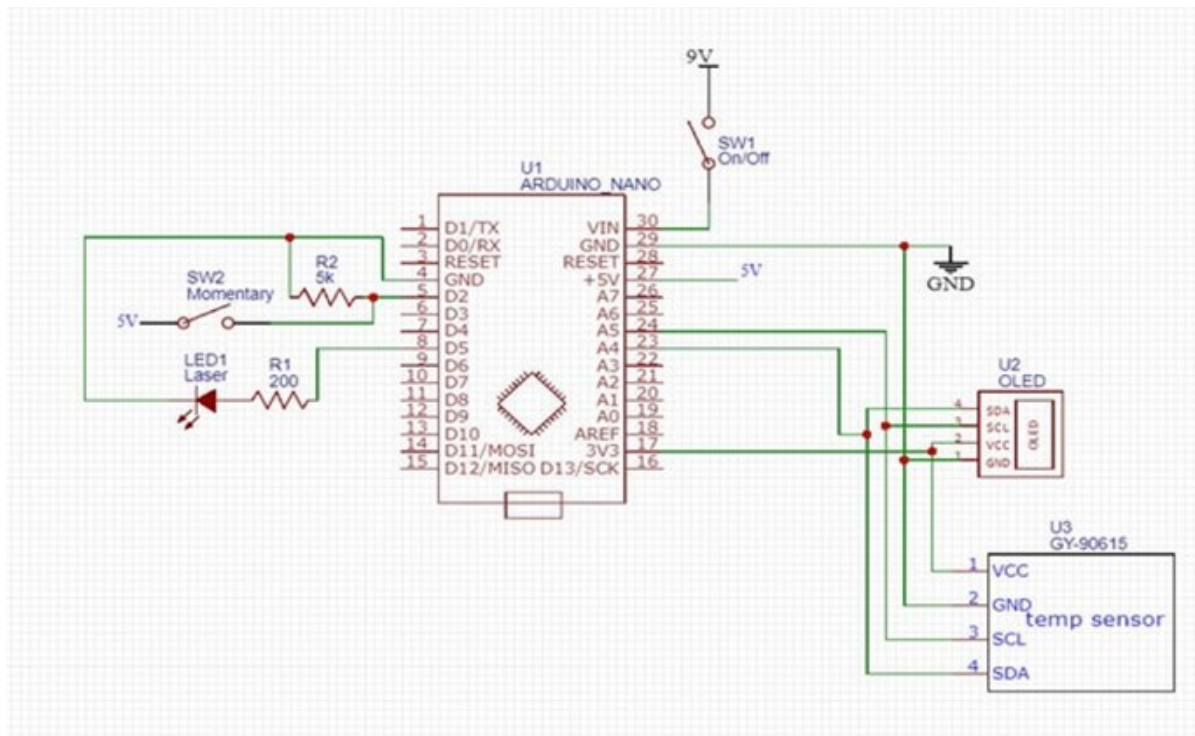 9V
SW1
On/Off
U1
ARDUINO_NANO
1 D1/TX VIN 30
2 D0/RX GND 29
3 RESET RESET 28
4 GND +5V 27
5 D2 A7 26
6 D3 A6 25
7 D4 A5 24
8 D5 A4 23
9 D6 A3 22
10 D7 A2 21
11 D8 A1 20
12 D9 A0 19
13 D10 AREF 18
14 D11/MOSI 3V3 17
15 D12/MISO D13/SCK 16
R2
5k
SW2
Momentary
5V
LED1
Laser
R1
200
5V
GND
U2
OLED
4 SDA
3 SCL
2 VCC
1 GND
OLED
U3
GY-90615
1 VCC
2 GND
temp sensor
3 SCL
4 SDA